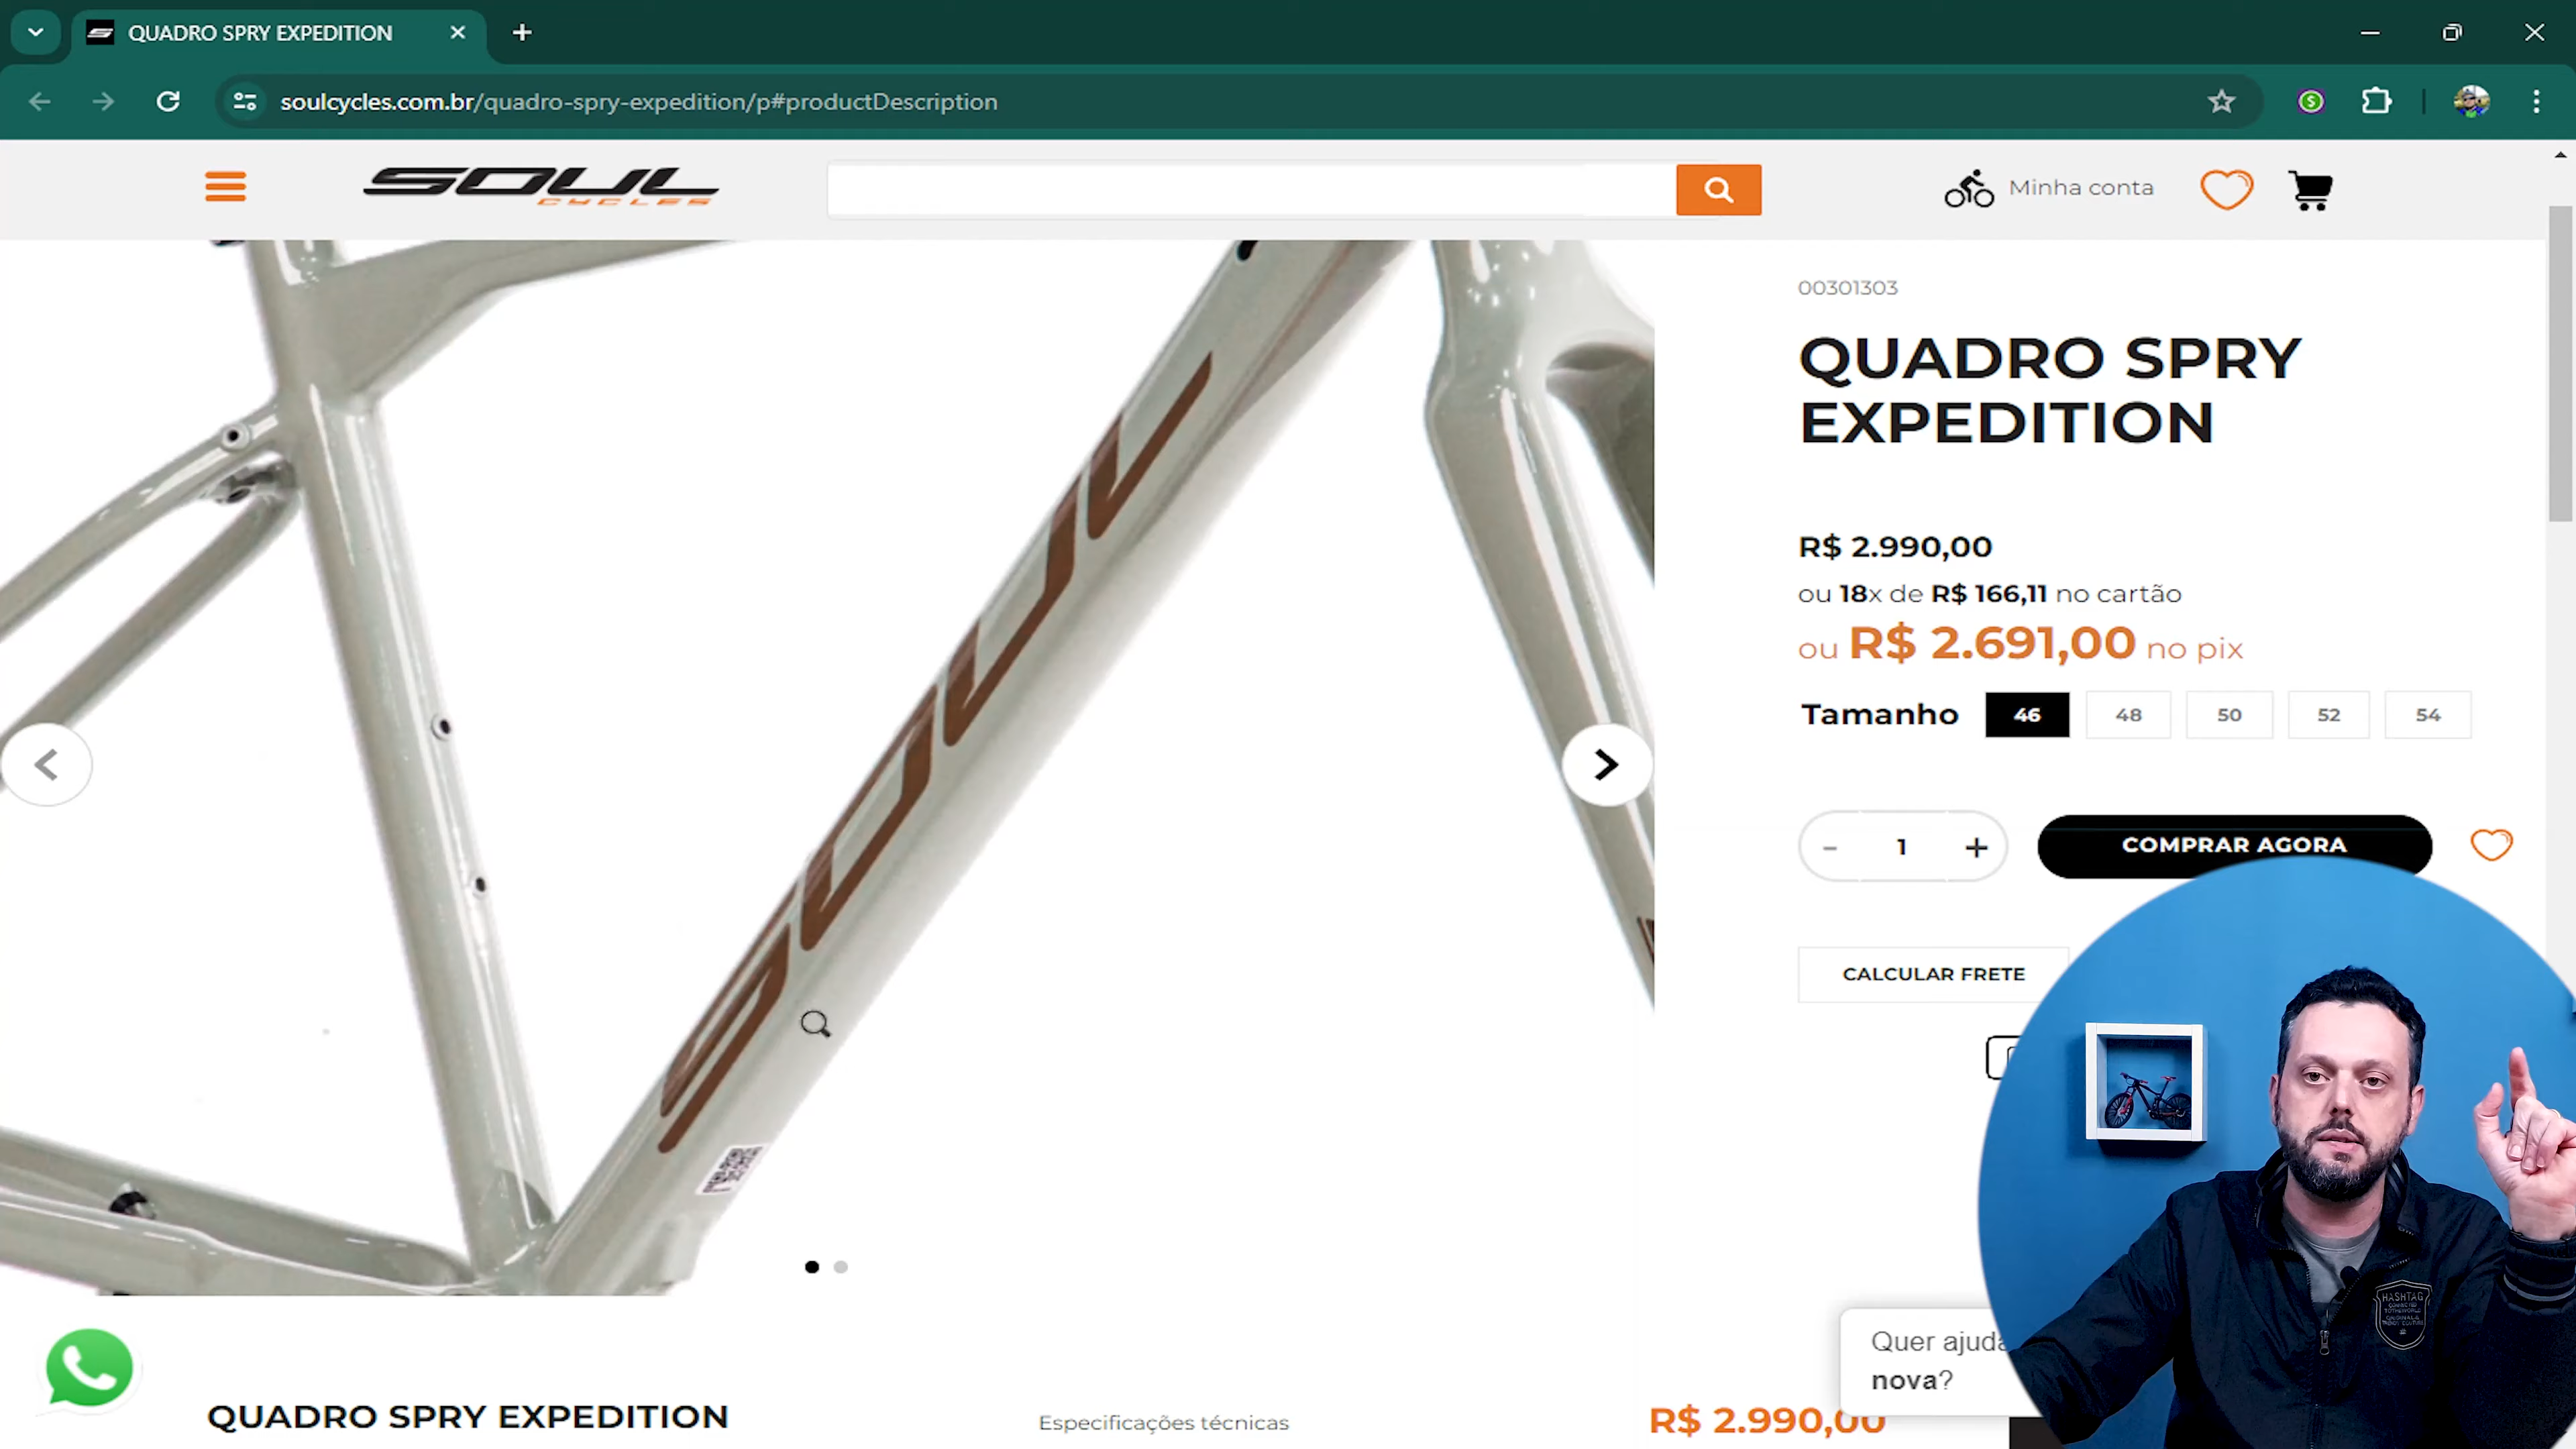 QUADRO SPRY EXPEDITION
soulcycles.com.br/quadro-spry-expedition/p#productDescription
SOUL
CYCLES
Minha conta
00301303
QUADRO SPRY
EXPEDITION
R$ 2.990,00
ou 18x de R$ 166,11 no cartão
ou R$ 2.691,00 no pix
Tamanho 46 48 50 52 54
- 1 + COMPRAR AGORA
CALCULAR FRETE
SOUL
HASHTAG
Quer ajuda
nova?
QUADRO SPRY EXPEDITION
Especificações técnicas
R$ 2.990,00